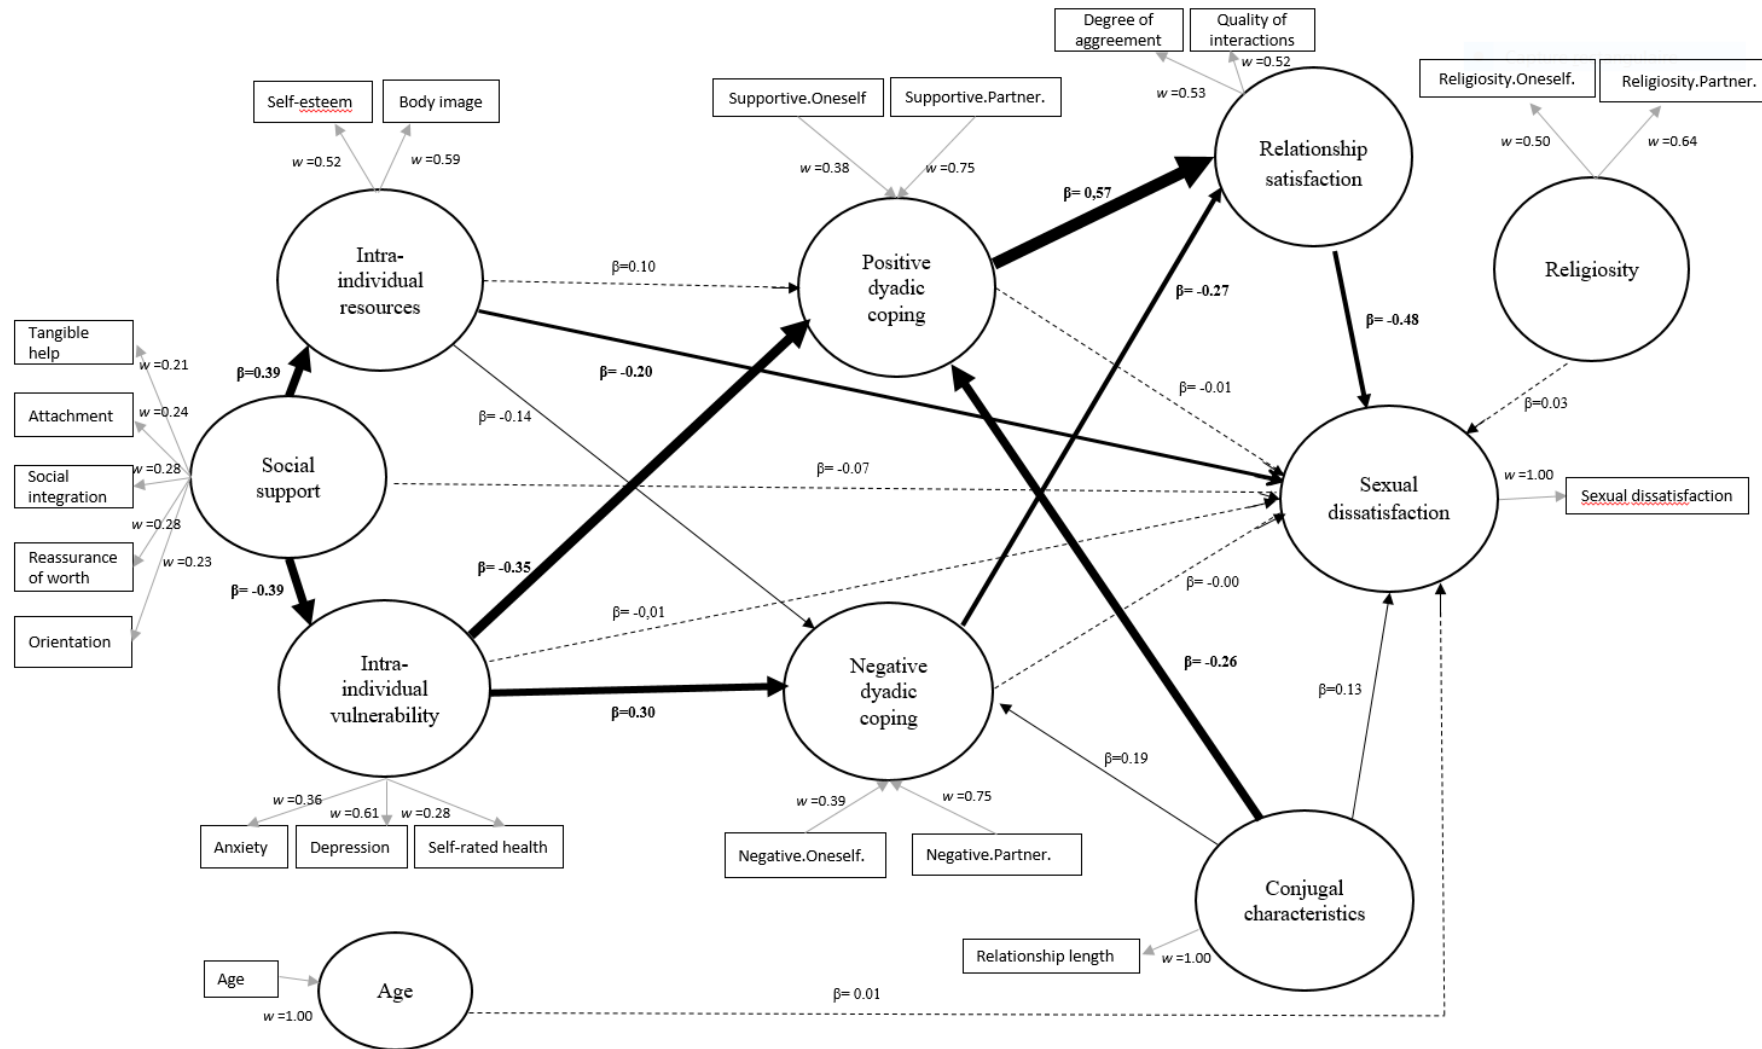 Degree of
aggreement
Quality of
interactions
w =0.52
w =0.53
Religiosity.Oneself.
Religiosity.Partner.
w =0.50
w =0.64
Self-esteem
Body image
w =0.52
w =0.59
Supportive.Oneself
Supportive.Partner.
w =0.38
w =0.75
Relationship
satisfaction
β= 0,57
Intra-
individual
resources
β=0.10
Positive
dyadic
coping
β= -0.27
Religiosity
β= -0.48
Tangible
help
w =0.21
β=0.39
β= -0.20
β= -0.01
β=0.03
Attachment
w =0.24
β= -0.14
Social
integration
w =0.28
Social
support
β= -0.07
Sexual
dissatisfaction
w =1.00
Sexual dissatisfaction
Reassurance
of worth
w =0.28
w =0.23
β= -0.39
β= -0.35
β= -0,01
β= -0.00
Orientation
Intra-
individual
vulnerability
β=0.30
Negative
dyadic
coping
β= -0.26
β=0.13
β=0.19
w =0.36
w =0.61
w =0.28
Anxiety
Depression
Self-rated health
w =0.39
w =0.75
Negative.Oneself.
Negative.Partner.
Conjugal
characteristics
Relationship length
w =1.00
Age
w =1.00
Age
β= 0.01